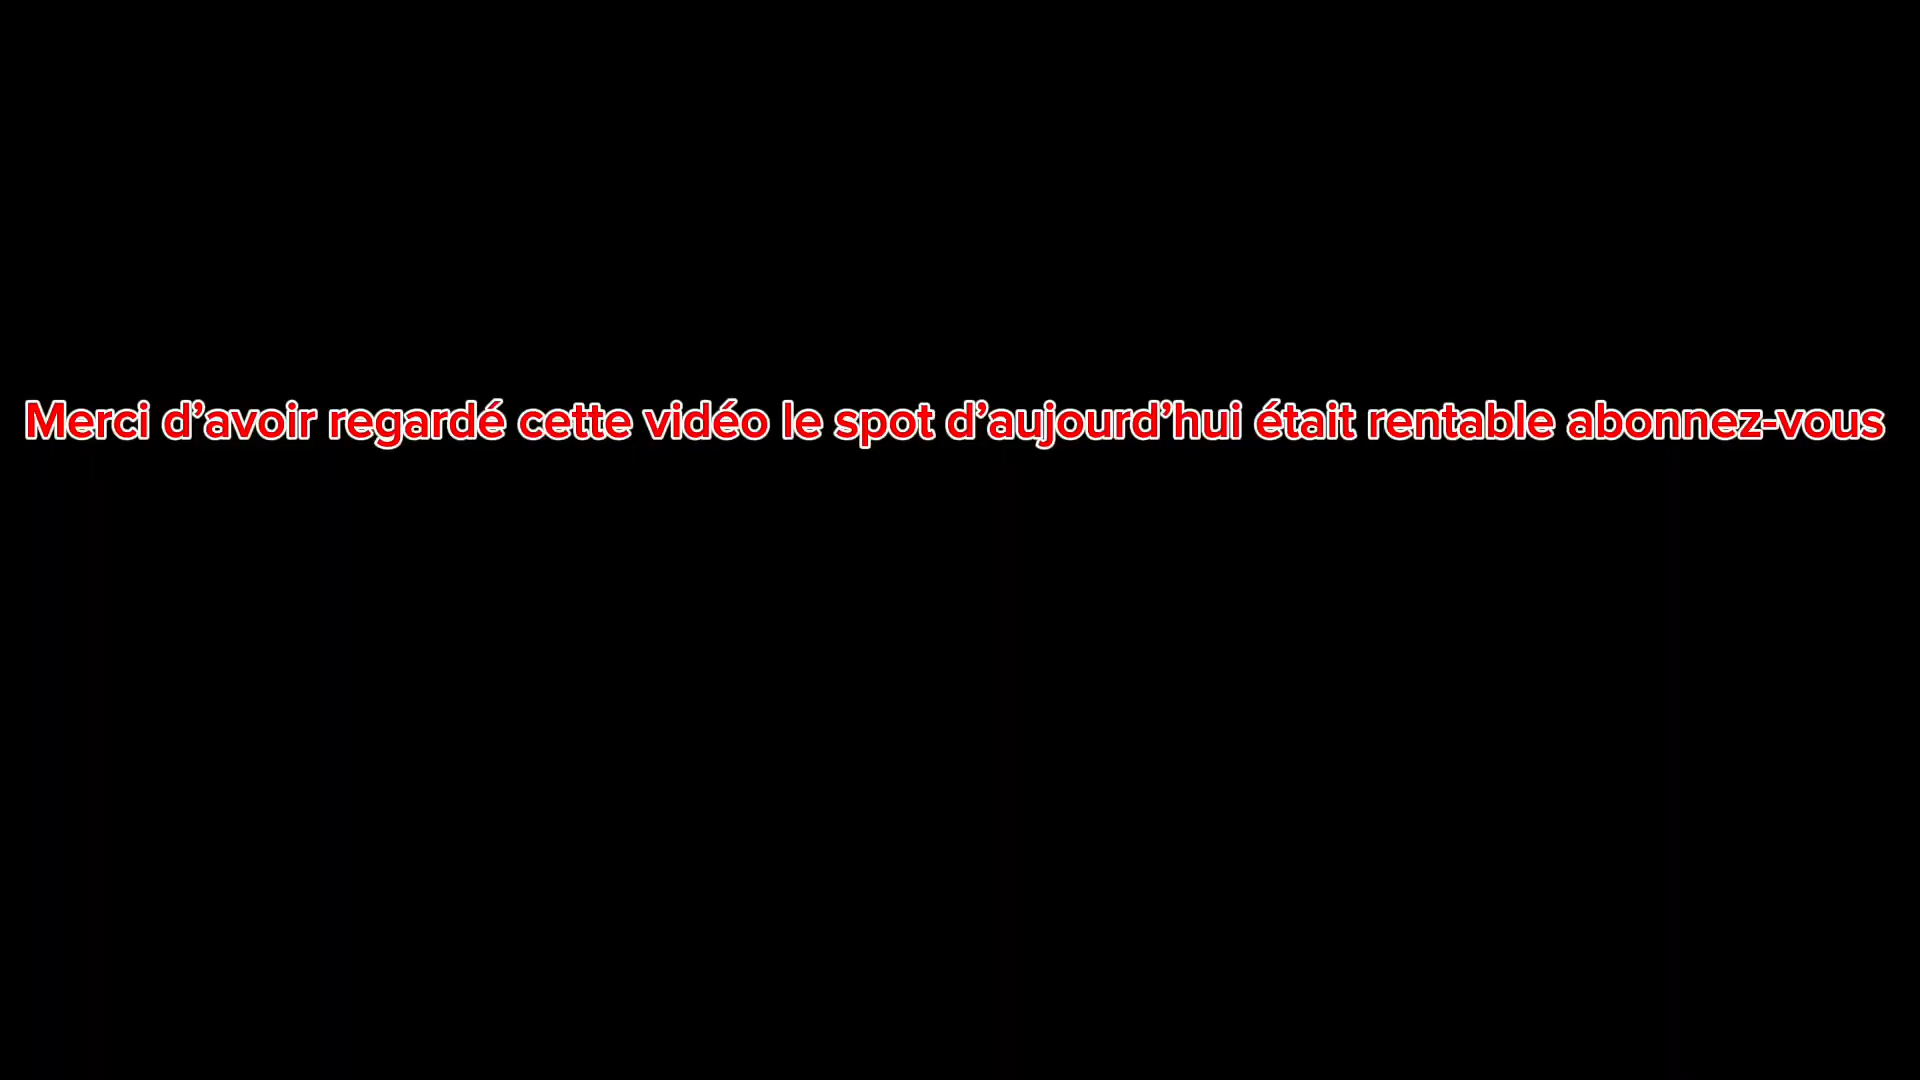 Merci d’avoir regardé cette vidéo le spot d’aujourd’hui était rentable abonnez-vous